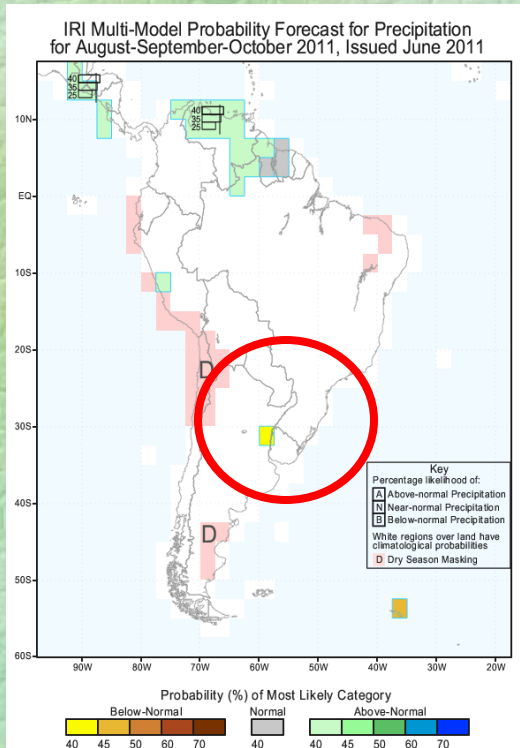 IRI Multi-Model Probability Forecast for Precipitation
for August-September-October 2011, Issued June 2011
40
35
25
40
35
25
10N
EQ
10S
20S
D
30S
40S
D
50S
60S
Key
Percentage likelihood of:
A Above-normal Precipitation
N Near-normal Precipitation
B Below-normal Precipitation
White regions over land have
climatological probabilities
D Dry Season Masking
80W 80W 70W 60W 50W 40W 30W 20W
Probability (%) of Most Likely Category
Below-Normal Normal Above-Normal
40 45 50 60 70 40 40 45 50 60 70